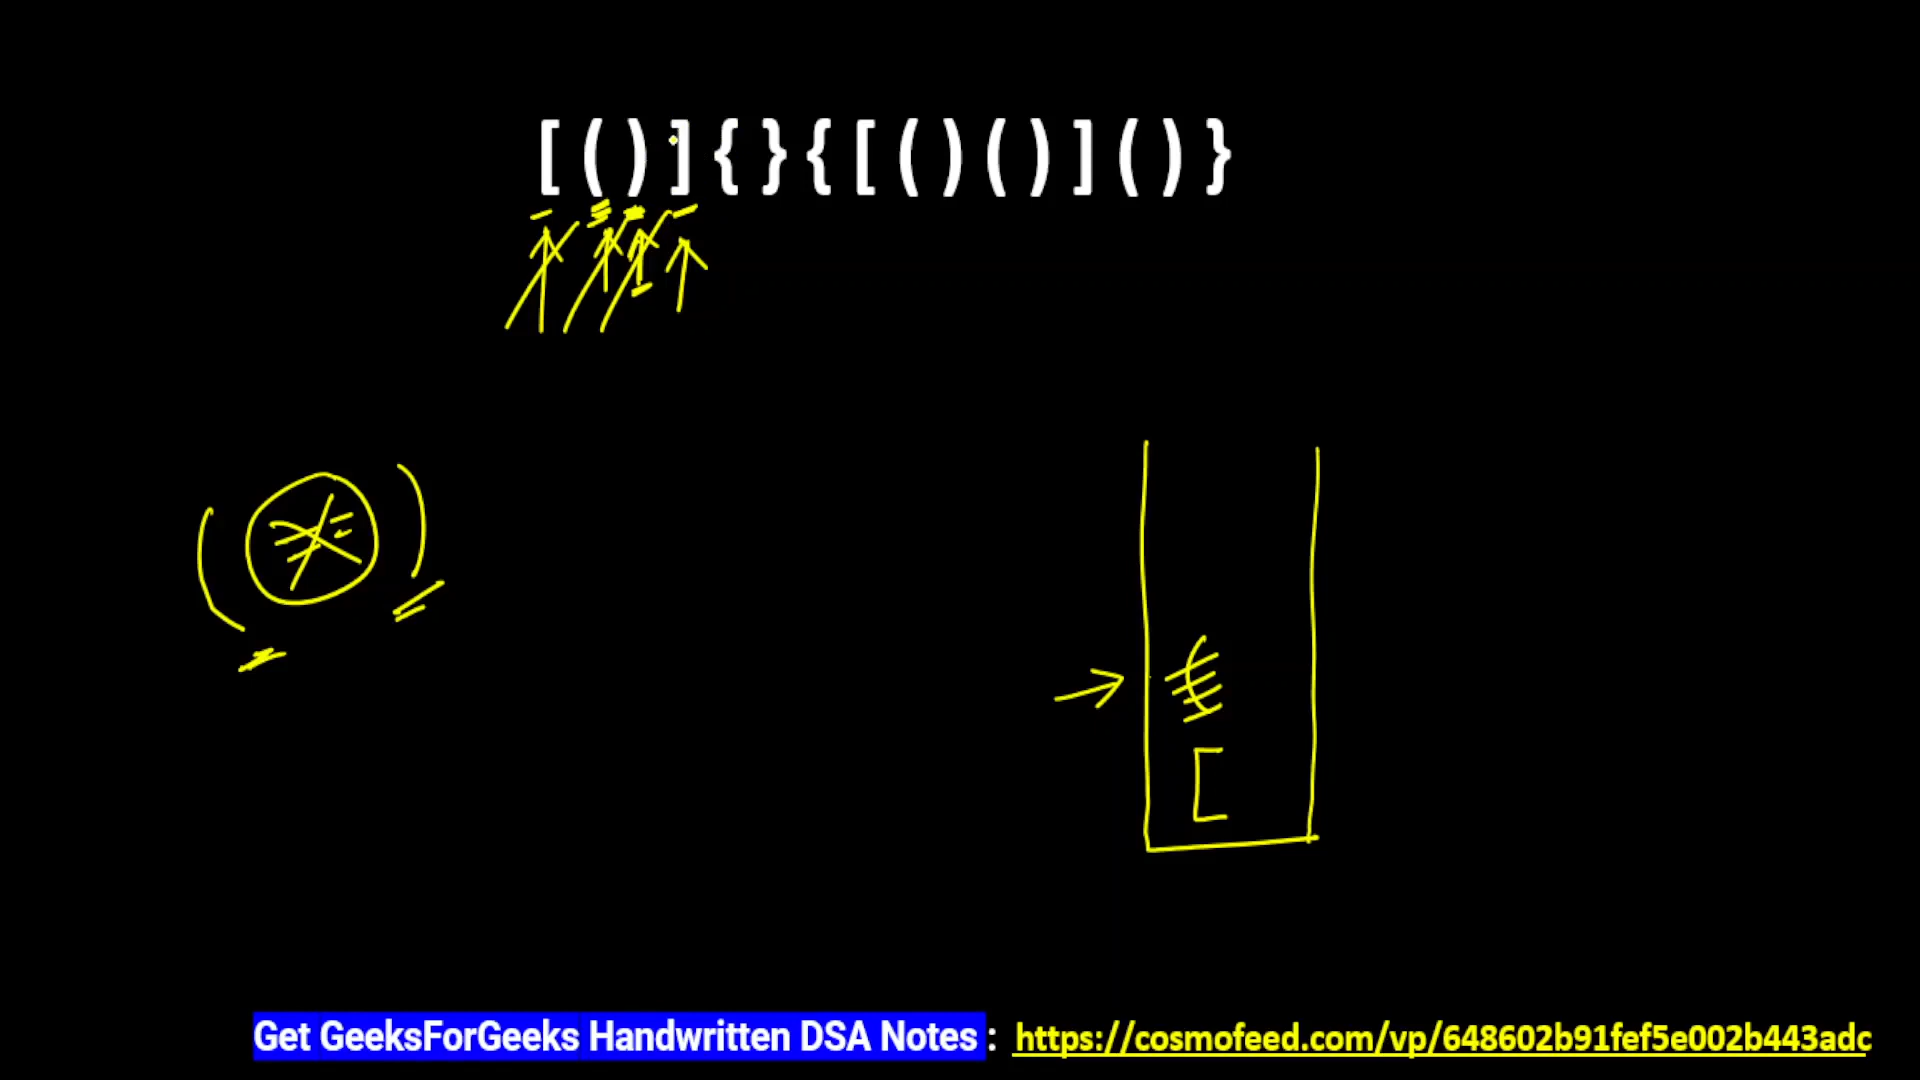 [()]{}{[()()]()}
( )
(
[
Get GeeksForGeeks Handwritten DSA Notes : https://cosmofeed.com/vp/648602b91fef5e002b443adc